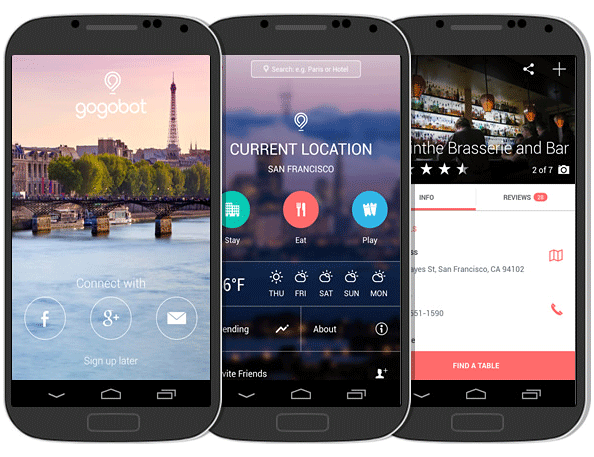 gogobot
Connect with
f
g+
Sign up later
Search, e.g. Paris or Hotel
CURRENT LOCATION
SAN FRANCISCO
Stay
Eat
Play
6°F
THU
FRI
SAT
SUN
MON
ending
About
vite Friends
inthe Brasserie and Bar
2 of 7
INFO
REVIEWS
28
ss
ayes St, San Francisco, CA 94102
551-1590
FIND A TABLE